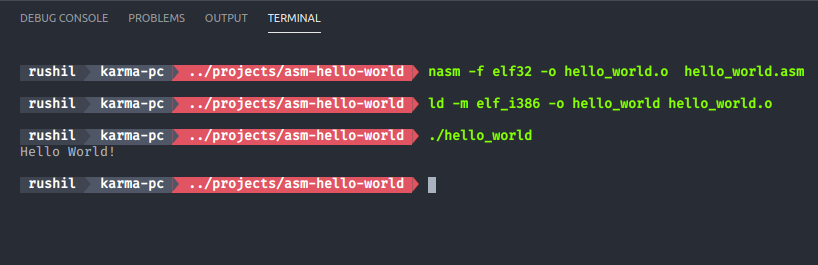 DEBUG CONSOLE PROBLEMS OUTPUT TERMINAL
rushil karma-pc ../projects/asm-hello-world nasm -f elf32 -o hello_world.o  hello_world.asm
rushil karma-pc ../projects/asm-hello-world ld -m elf_i386 -o hello_world hello_world.o
rushil karma-pc ../projects/asm-hello-world ./hello_world
Hello World!
rushil karma-pc ../projects/asm-hello-world